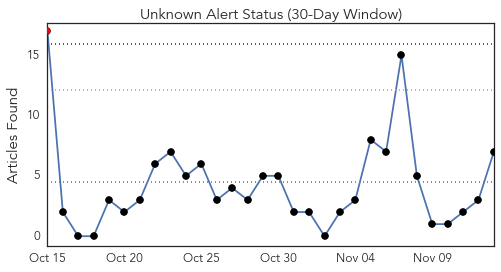 Unknown Alert Status (30-Day Window)
15
10
5
0
Articles Found
Oct 15
Oct 20
Oct 25
Oct 30
Nov 04
Nov 09